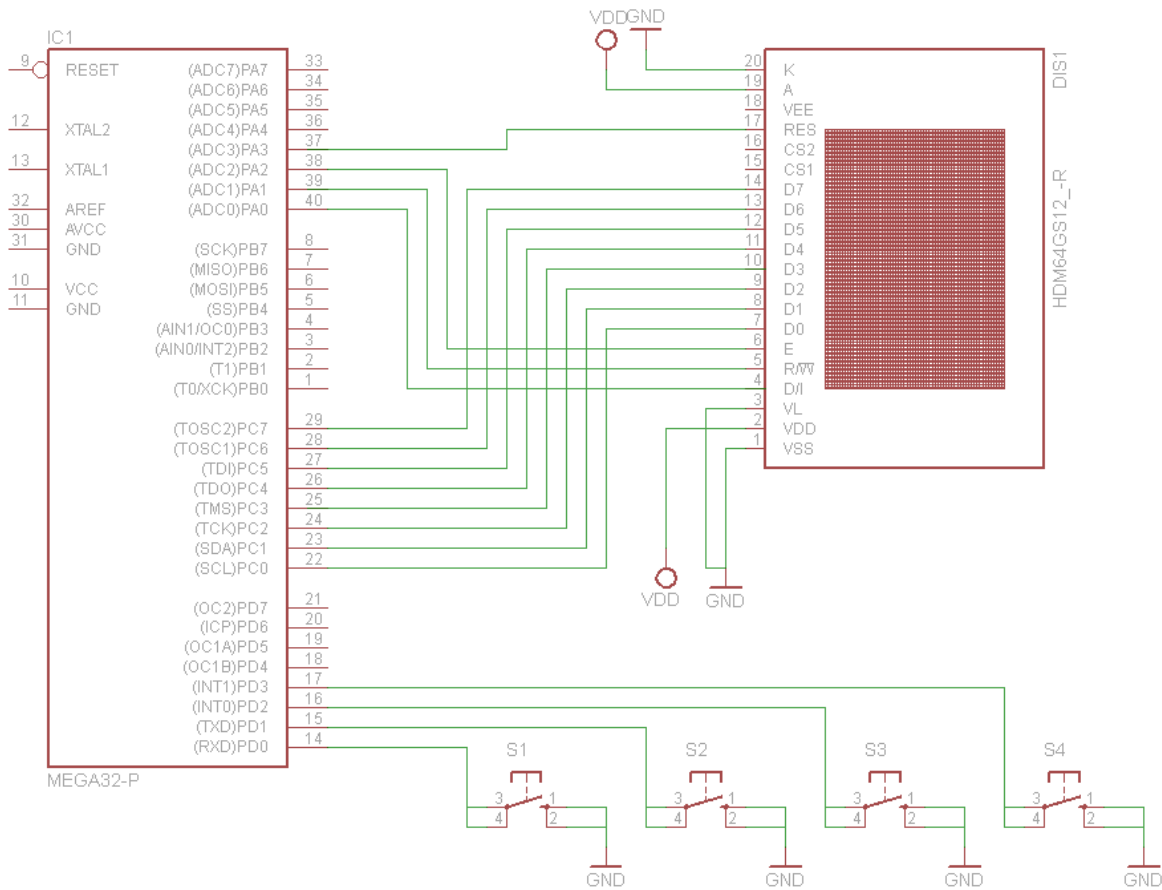 IC1
9 RESET
12 XTAL2
13 XTAL1
32 AREF
30 AVCC
31 GND
10 VCC
11 GND
(ADC7)PA7 33
(ADC6)PA6 34
(ADC5)PA5 35
(ADC4)PA4 36
(ADC3)PA3 37
(ADC2)PA2 38
(ADC1)PA1 39
(ADC0)PA0 40
(SCK)PB7 8
(MISO)PB6 7
(MOSI)PB5 6
(SS)PB4 5
(AIN1/OC0)PB3 4
(AIN0/INT2)PB2 3
(T1)PB1 2
(T0/XCK)PB0 1
(TOSC2)PC7 29
(TOSC1)PC6 28
(TDI)PC5 27
(TDO)PC4 26
(TMS)PC3 25
(TCK)PC2 24
(SDA)PC1 23
(SCL)PC0 22
(OC2)PD7 21
(ICP)PD6 20
(OC1A)PD5 19
(OC1B)PD4 18
(INT1)PD3 17
(INT0)PD2 16
(TXD)PD1 15
(RXD)PD0 14
MEGA32-P
VDD
GND
20 K
19 A
18 VEE
17 RES
16 CS2
15 CS1
14 D7
13 D6
12 D5
11 D4
10 D3
9 D2
8 D1
7 D0
6 E
5 R/W
4 D/I
3 VL
2 VDD
1 VSS
DIS1
HDM64GS12_-R
VDD
GND
S1
3 1
4 2
GND
S2
3 1
4 2
GND
S3
3 1
4 2
GND
S4
3 1
4 2
GND